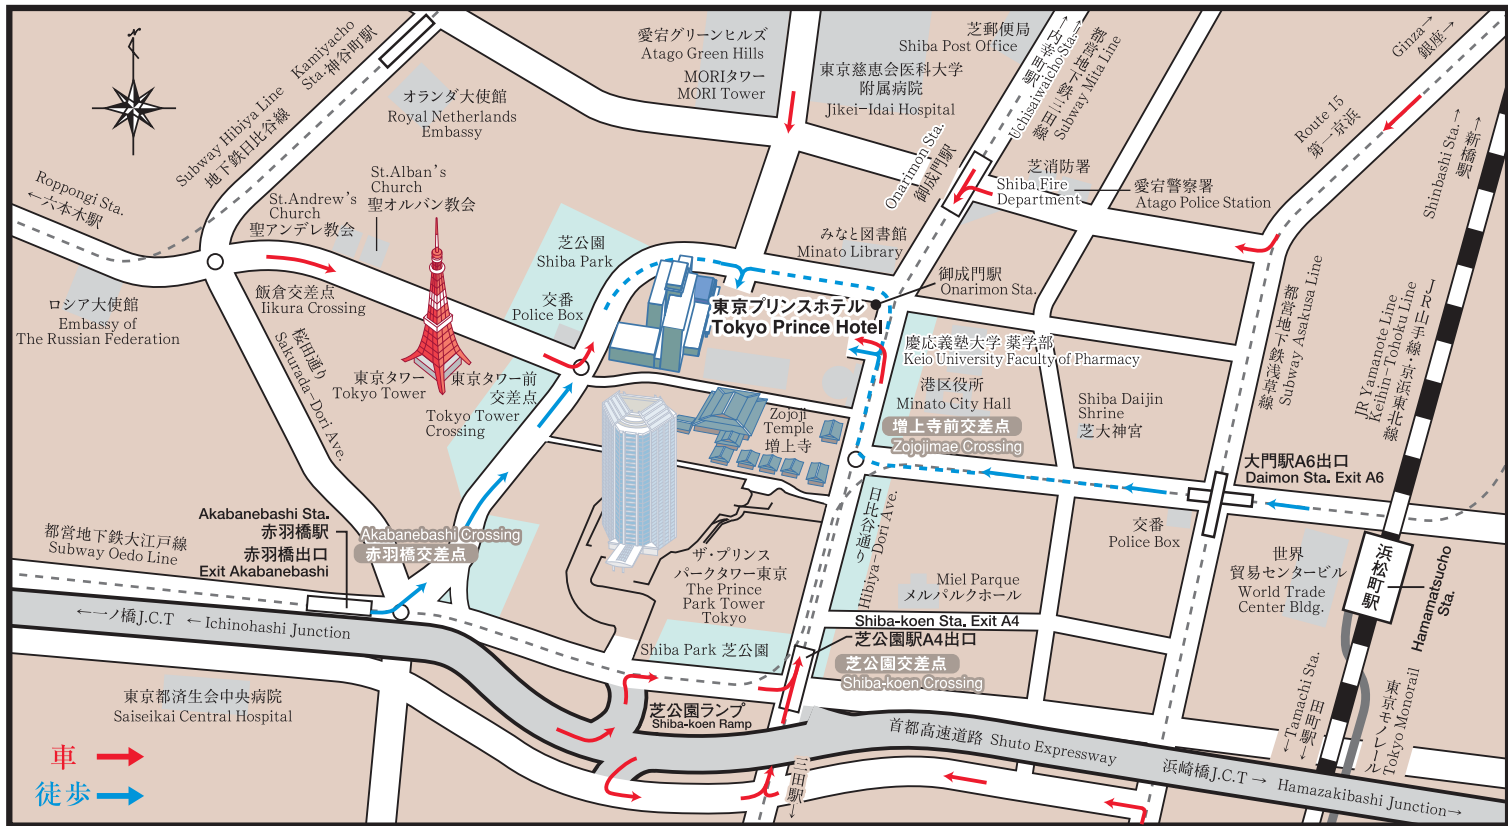 N
Kamiyacho
Sta.神谷町駅
Subway Hibiya Line
地下鉄日比谷線
Roppongi Sta.
←六本木駅
オランダ大使館
Royal Netherlands
Embassy
St.Alban's
Church
聖オルバン教会
St.Andrew's
Church
聖アンデレ教会
飯倉交差点
Iikura Crossing
ロシア大使館
Embassy of
The Russian Federation
桜田通り
Sakurada-Dori Ave.
東京タワー
Tokyo Tower
東京タワー前
交差点
Tokyo Tower
Crossing
芝公園
Shiba Park
交番
Police Box
愛宕グリーンヒルズ
Atago Green Hills
MORIタワー
MORI Tower
芝郵便局
Shiba Post Office
東京慈恵会医科大学
附属病院
Jikei-Idai Hospital
→内幸町駅→
Uchisaiwaicho Sta.→
都営地下鉄三田線
Subway Mita Line
Onarimon Sta.
御成門駅
芝消防署
Shiba Fire
Department
愛宕警察署
Atago Police Station
Ginza→
銀座→
Route 15
第一京浜
Shinbashi Sta.→
→新橋駅
みなと図書館
Minato Library
御成門駅
Onarimon Sta.
東京プリンスホテル
Tokyo Prince Hotel
慶応義塾大学 薬学部
Keio University Faculty of Pharmacy
港区役所
Minato City Hall
増上寺前交差点
Zojojimae Crossing
Zojoji
Temple
増上寺
Shiba Daijin
Shrine
芝大神宮
都営地下鉄浅草線
Subway Asakusa Line
JR山手線・京浜東北線
JR Yamanote Line
Keihin-Tohoku Line
大門駅A6出口
Daimon Sta. Exit A6
交番
Police Box
世界
貿易センタービル
World Trade
Center Bldg.
浜松町駅
Hamamatsucho
Sta.
日比谷通り
Hibiya-Dori Ave.
Miel Parque
メルパルクホール
Shiba-koen Sta. Exit A4
芝公園駅A4出口
芝公園交差点
Shiba-koen Crossing
ザ・プリンス
パークタワー東京
The Prince
Park Tower
Tokyo
Shiba Park 芝公園
Akabanebashi Sta.
赤羽橋駅
赤羽橋出口
Exit Akabanebashi
Akabanebashi Crossing
赤羽橋交差点
都営地下鉄大江戸線
Subway Oedo Line
←一ノ橋J.C.T ← Ichinohashi Junction
東京都済生会中央病院
Saiseikai Central Hospital
芝公園ランプ
Shiba-koen Ramp
首都高速道路 Shuto Expressway
浜崎橋J.C.T → Hamazakibashi Junction→
三田駅→
←Tamachi Sta.
田町駅→
東京モノレール
Tokyo Monorail
車
徒歩